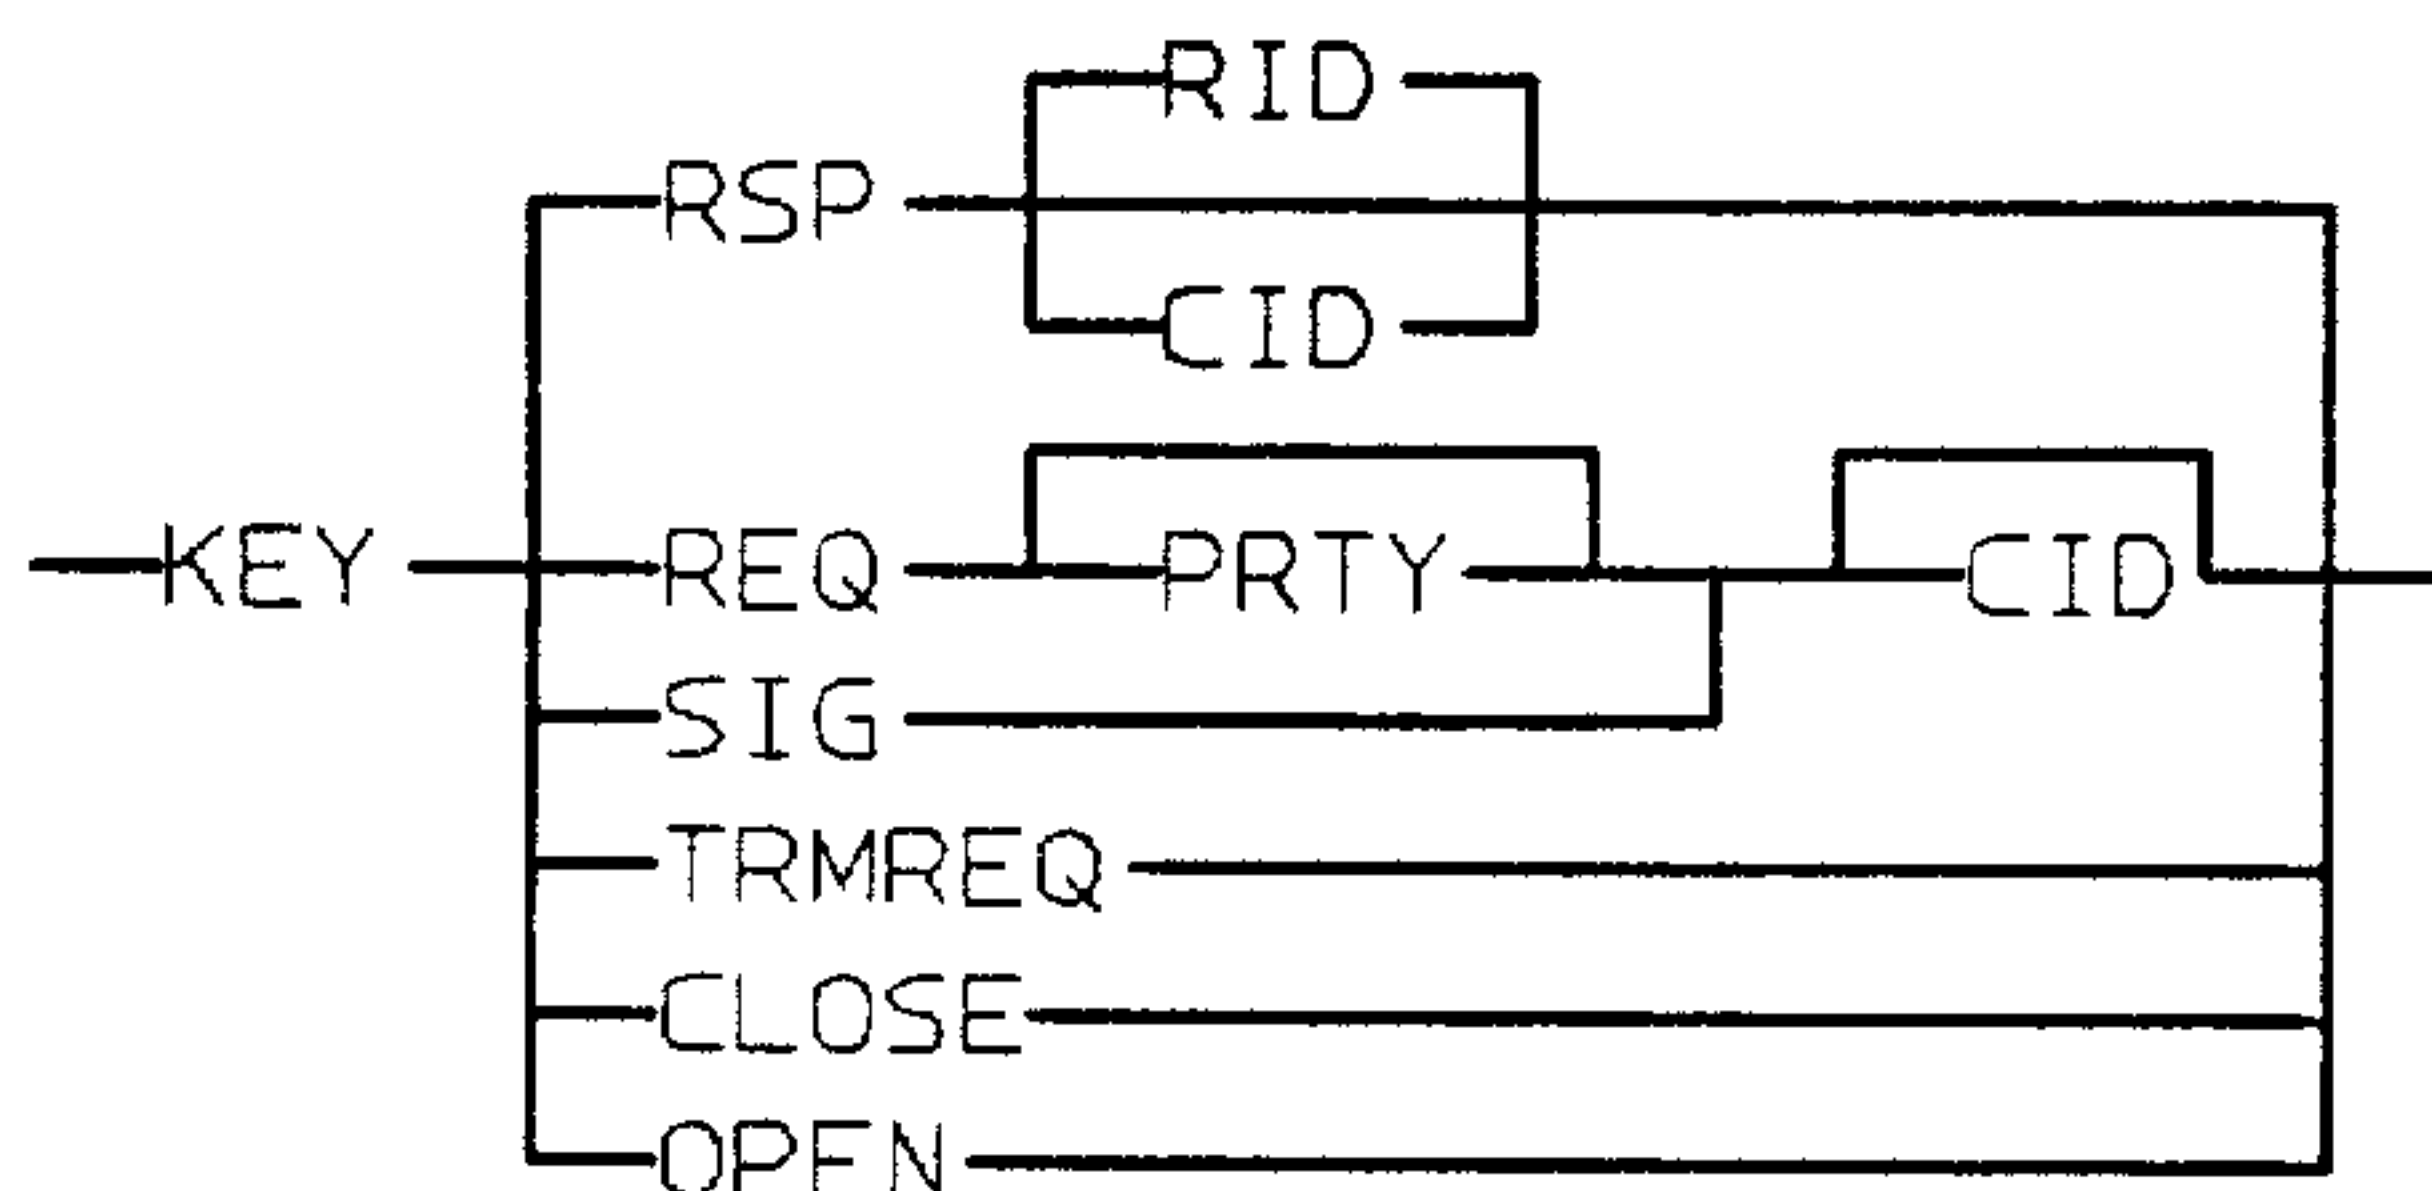 RID
RSP
CID
KEY REQ PRTY CID
SIG
TRMREQ
CLOSE
OPEN